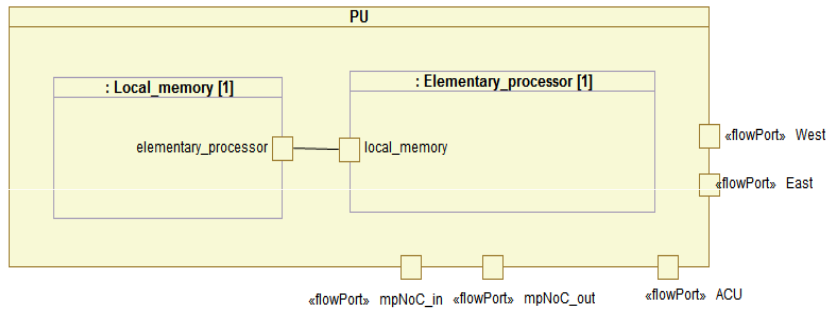 PU
: Local_memory [1]
: Elementary_processor [1]
elementary_processor
local_memory
«flowPort» West
«flowPort» East
«flowPort» mpNoC_in
«flowPort» mpNoC_out
«flowPort» ACU